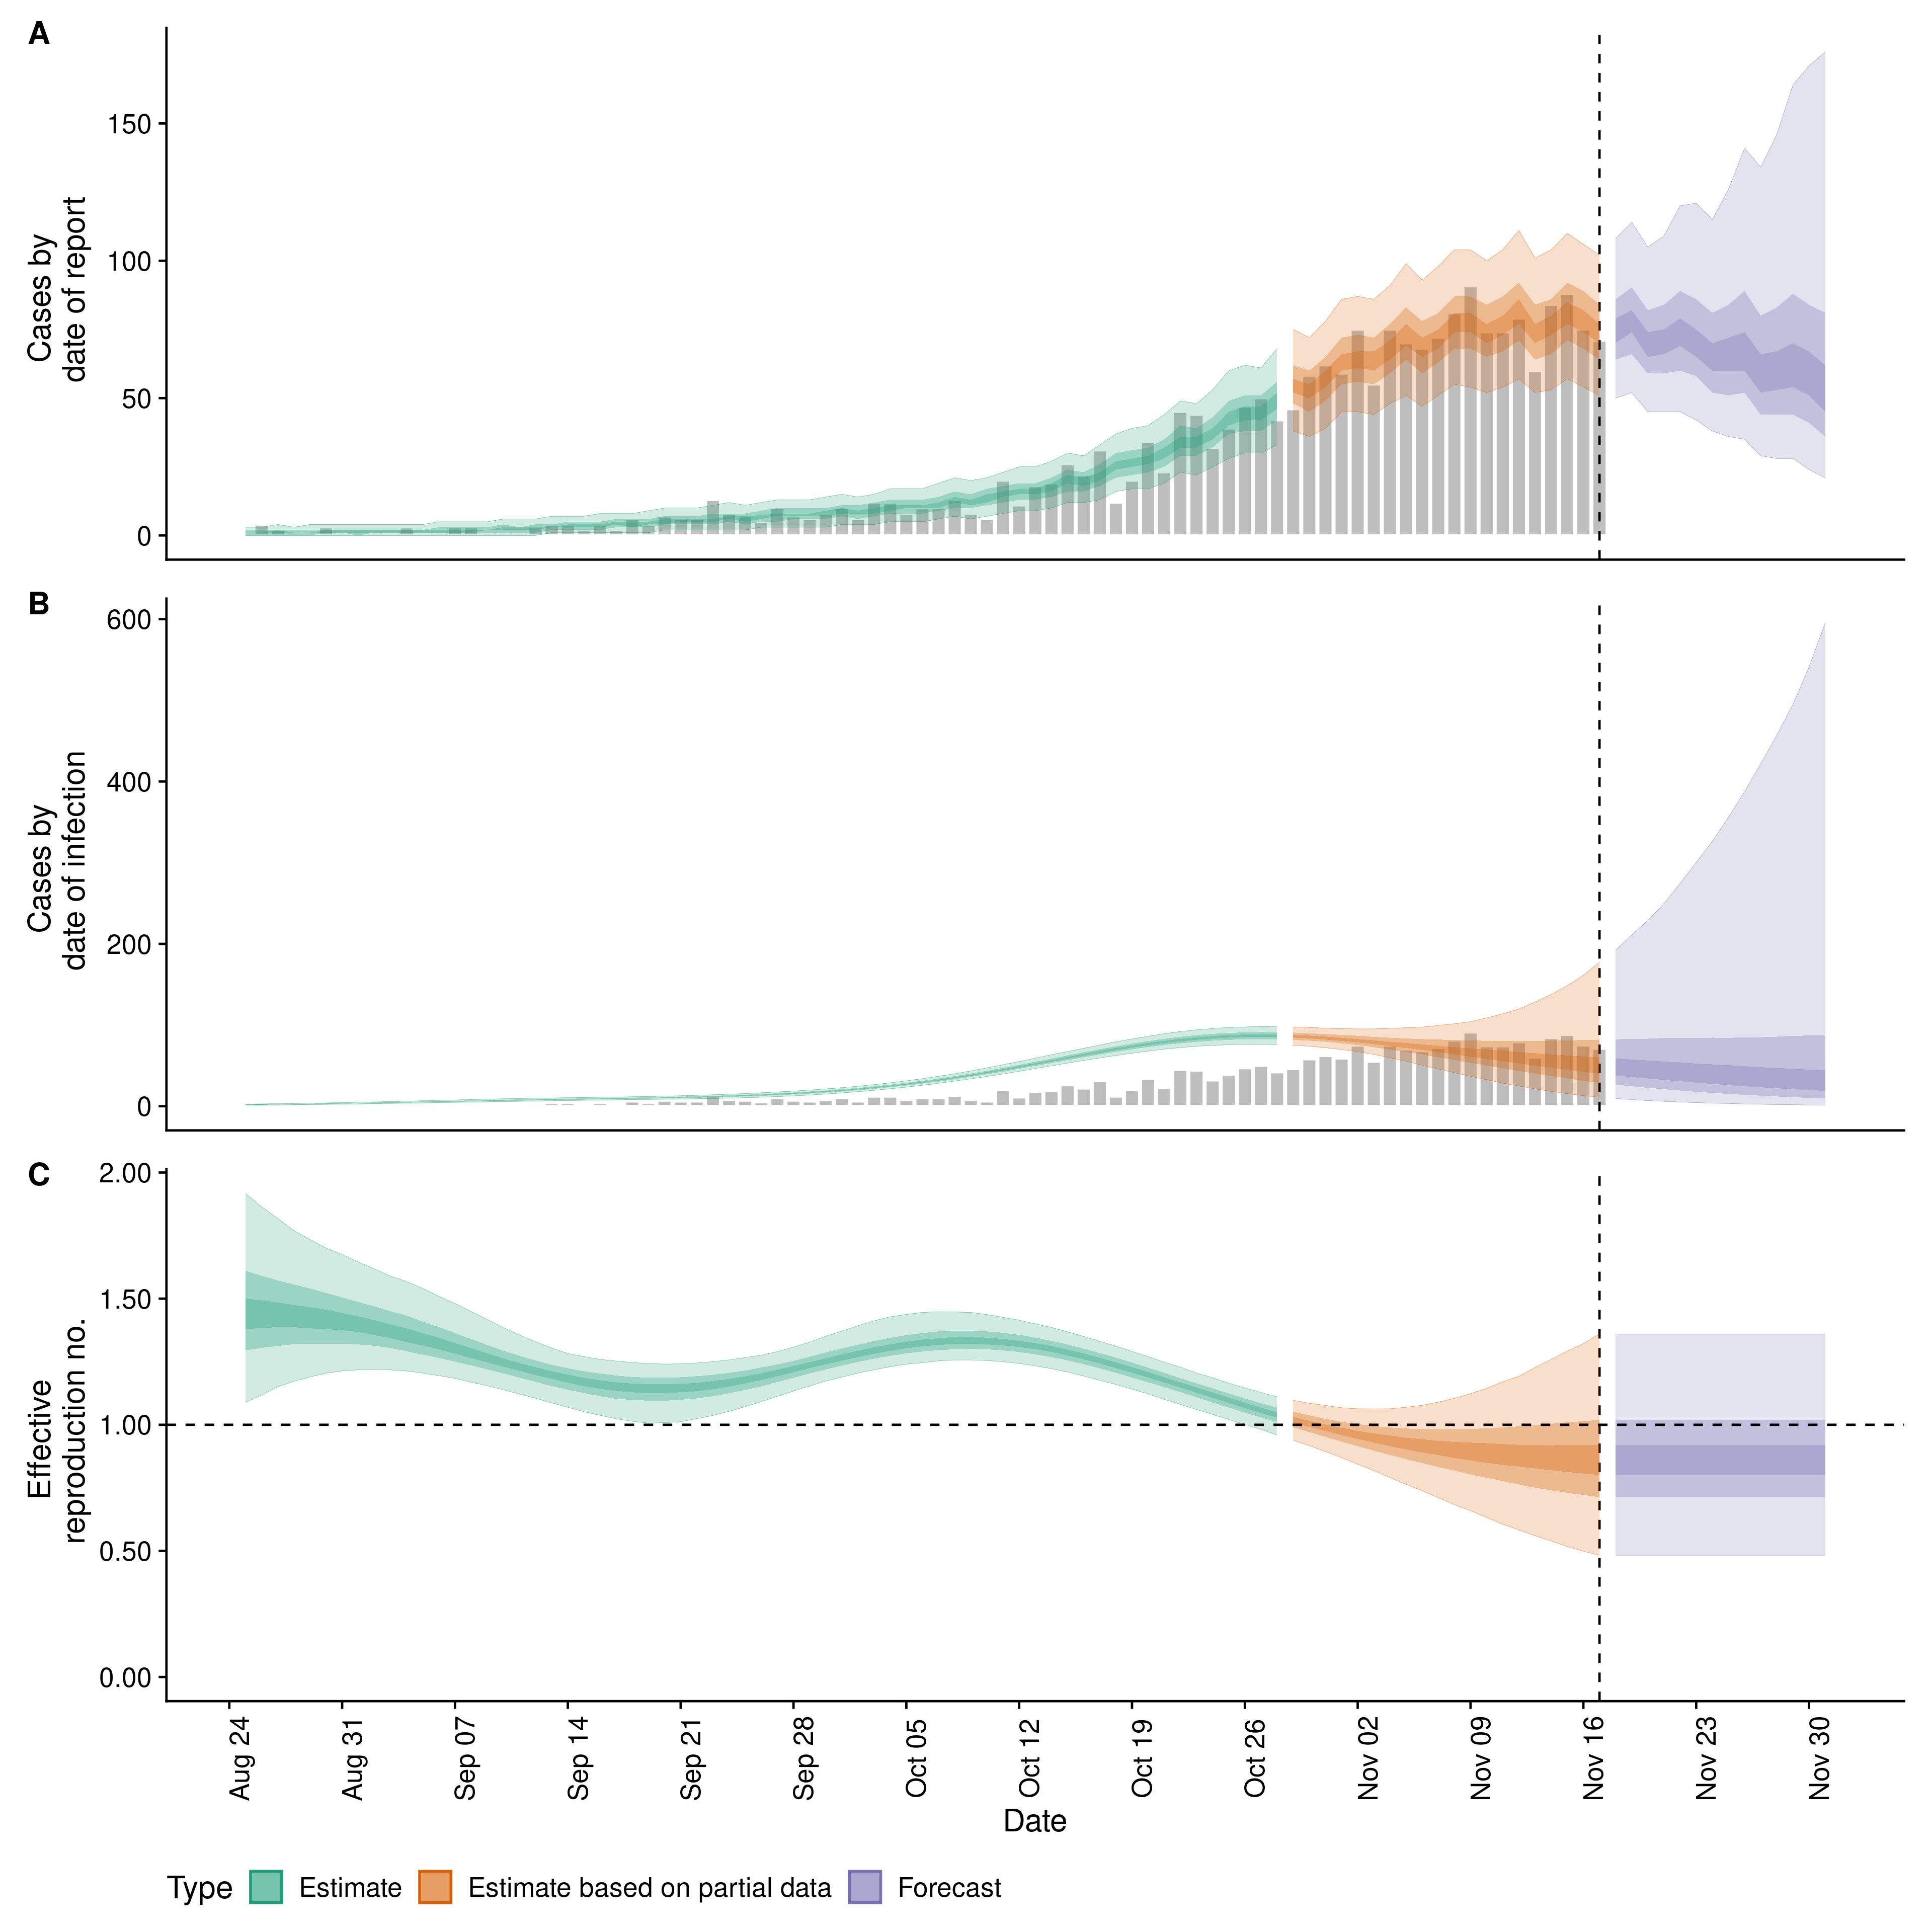 A
Cases by
date of report
150
100
50
0
B
Cases by
date of infection
600
400
200
0
C
Effective
reproduction no.
2.00
1.50
1.00
0.50
0.00
Aug 24
Aug 31
Sep 07
Sep 14
Sep 21
Sep 28
Oct 05
Oct 12
Oct 19
Oct 26
Nov 02
Nov 09
Nov 16
Nov 23
Nov 30
Date
Type Estimate Estimate based on partial data Forecast